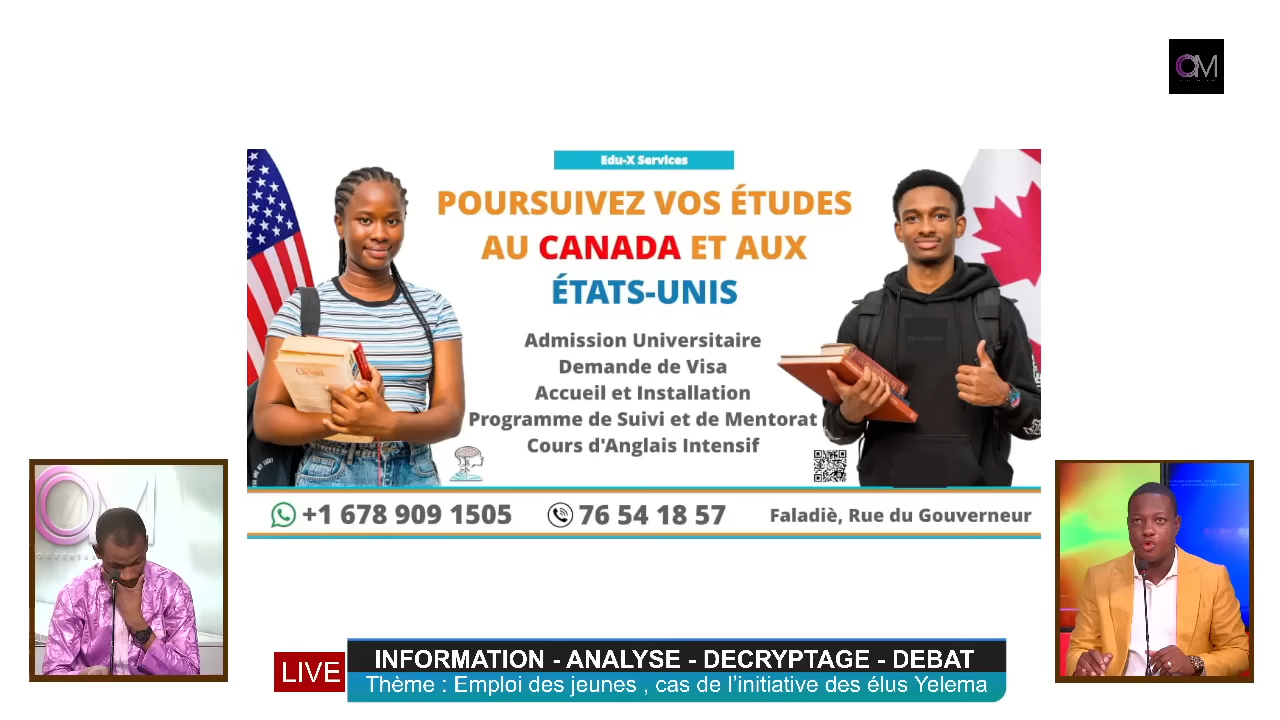 OM
Edu-X Services
POURSUIVEZ VOS ÉTUDES
AU CANADA ET AUX
ÉTATS-UNIS
Admission Universitaire
Demande de Visa
Accueil et Installation
Programme de Suivi et de Mentorat
Cours d'Anglais Intensif
+1 678 909 1505
76 54 18 57
Faladiè, Rue du Gouverneur
LIVE
INFORMATION - ANALYSE - DECRYPTAGE - DEBAT
Thème : Emploi des jeunes , cas de l'initiative des élus Yelema